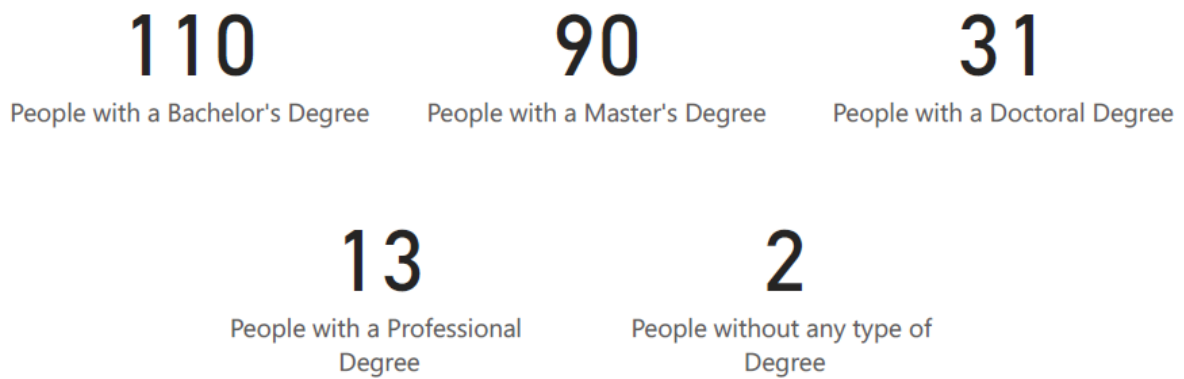 110 90 31
People with a Bachelor's Degree People with a Master's Degree People with a Doctoral Degree
13 2
People with a Professional People without any type of
Degree Degree